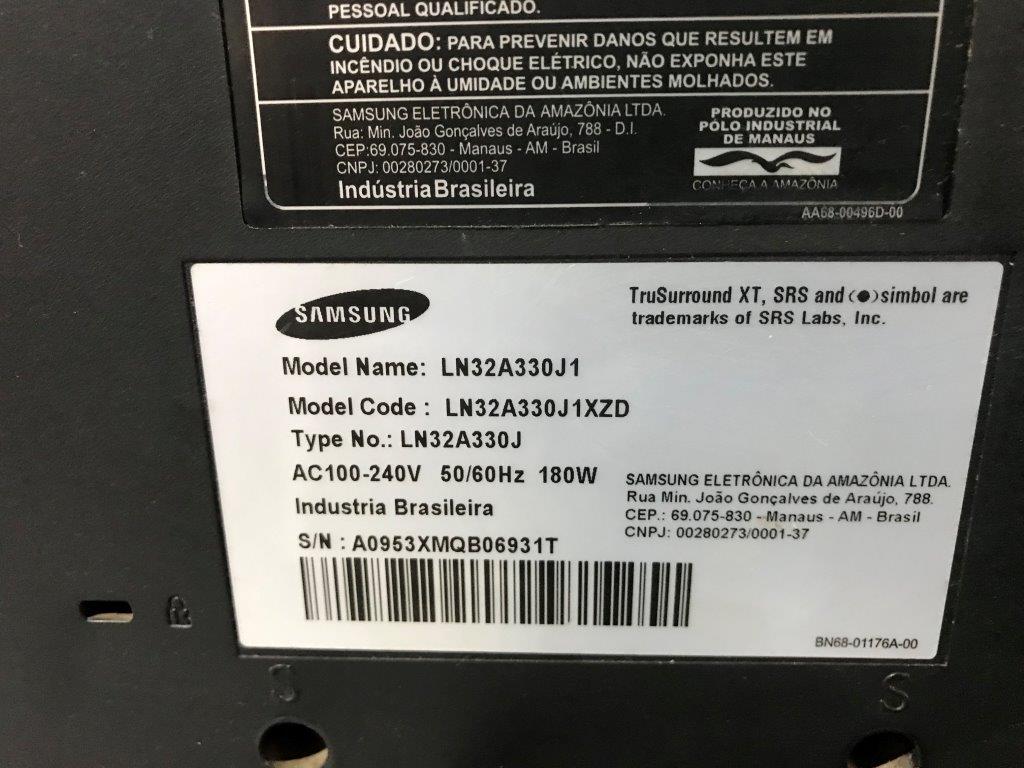 PESSOAL QUALIFICADO.
CUIDADO: PARA PREVENIR DANOS QUE RESULTEM EM
INCÊNDIO OU CHOQUE ELÉTRICO, NÃO EXPONHA ESTE
APARELHO À UMIDADE OU AMBIENTES MOLHADOS.
SAMSUNG ELETRÔNICA DA AMAZÔNIA LTDA.
Rua: Min. João Gonçalves de Araújo, 788 - D.I.
CEP:69.075-830 - Manaus - AM - Brasil
CNPJ: 00280273/0001-37
Indústria Brasileira
PRODUZIDO NO
PÓLO INDUSTRIAL
DE MANAUS
CONHEÇA A AMAZÔNIA
AA68-00496D-00
SAMSUNG
TruSurround XT, SRS and (●) simbol are
trademarks of SRS Labs, Inc.
Model Name: LN32A330J1
Model Code : LN32A330J1XZD
Type No.: LN32A330J
AC100-240V 50/60Hz 180W
Industria Brasileira
S/N : A0953XMQB06931T
SAMSUNG ELETRÔNICA DA AMAZÔNIA LTDA.
Rua Min. João Gonçalves de Araújo, 788.
CEP.: 69.075-830 - Manaus - AM - Brasil
CNPJ: 00280273/0001-37
BN68-01176A-00
S